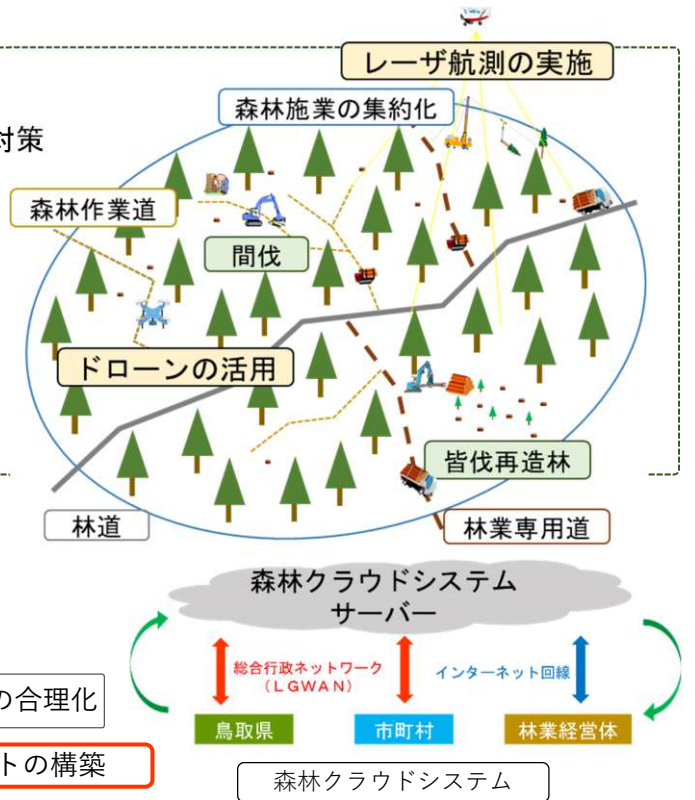 レーザ航測の実施
森林施業の集約化
対策
森林作業道
間伐
ドローンの活用
皆伐再造林
林道
林業専用道
森林クラウドシステム
サーバー
総合行政ネットワーク
（LGWAN）
インターネット回線
の合理化
鳥取県
市町村
林業経営体
トの構築
森林クラウドシステム